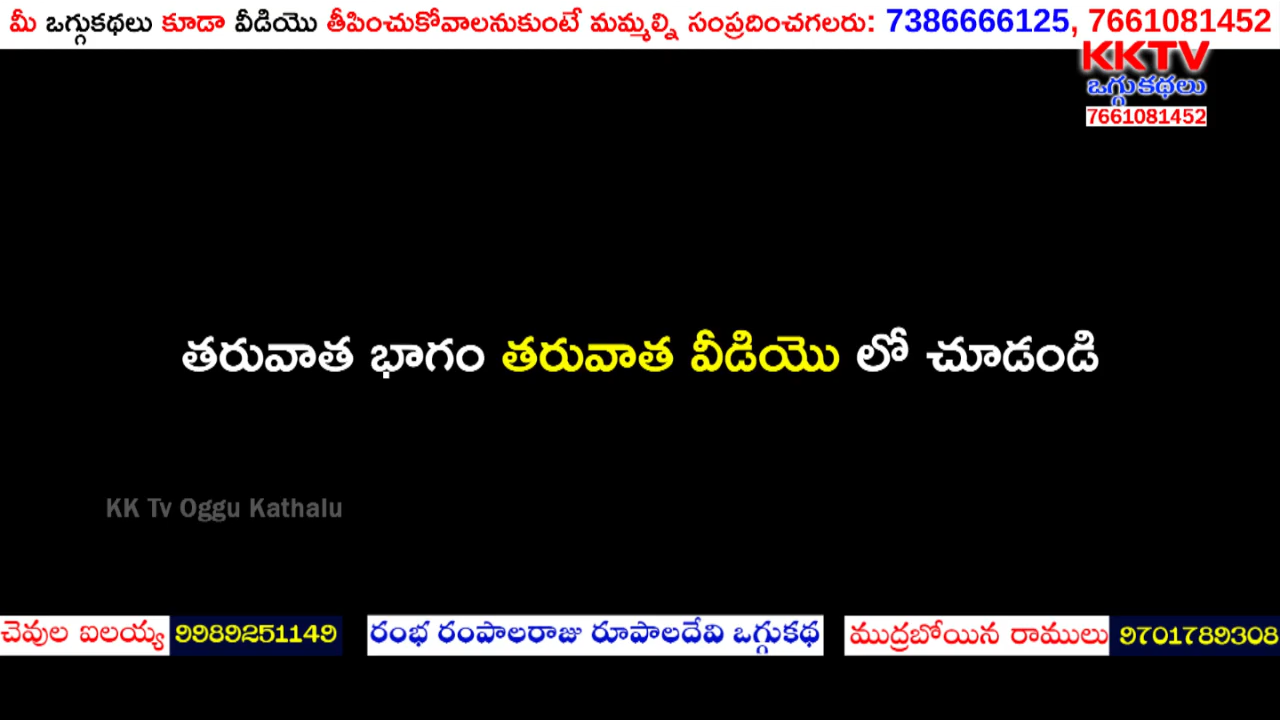 మీ ఒగ్గుకథలు కూడా వీడియొ తీపించుకోవాలనుకుంటే మమ్మల్ని సంప్రదించగలరు: 7386666125, 7661081452
KKTV
ఒగ్గుకథలు
7661081452
తరువాత భాగం తరువాత వీడియొ లో చూడండి
KK Tv Oggu Kathalu
చెవుల ఐలయ్య 9989251149 రంభ రంపాలరాజు రూపాలదేవి ఒగ్గుకథ ముద్రబోయిన రాములు 9701789308